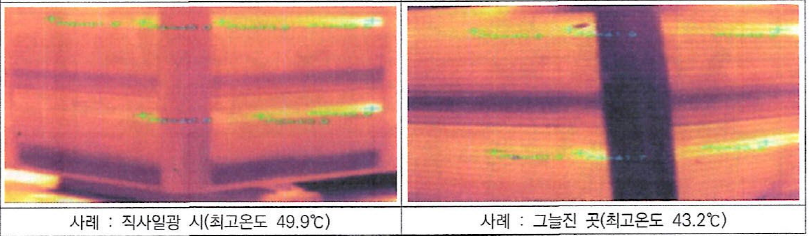 사례 : 직사일광 시(최고온도 49.9℃)
사례 : 그늘진 곳(최고온도 43.2℃)